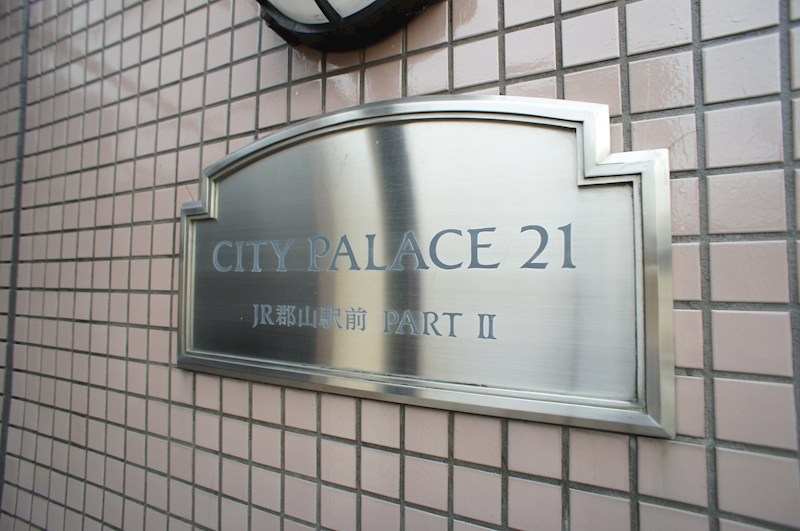 CITY PALACE 21
JR郡山駅前 PART II